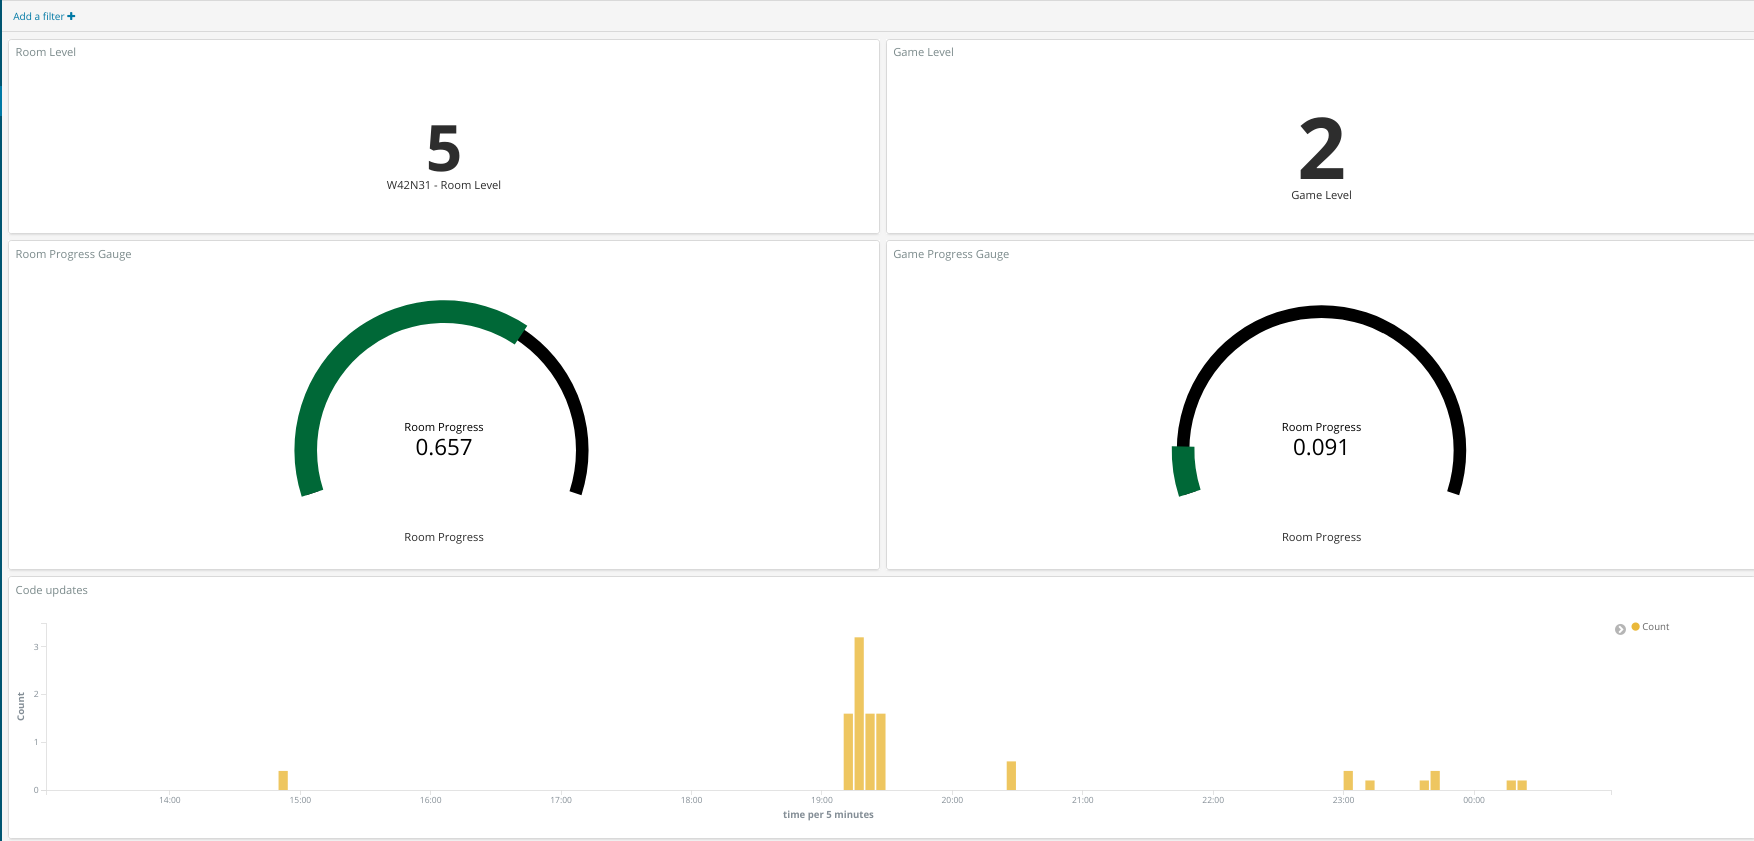 Add a filter
Room Level
5
W42N31 - Room Level
Game Level
2
Game Level
Room Progress Gauge
Room Progress
0.657
Room Progress
Game Progress Gauge
Room Progress
0.091
Room Progress
Code updates
Count
3
2
1
0
14:00 15:00 16:00 17:00 18:00 19:00 20:00 21:00 22:00 23:00 00:00
time per 5 minutes
Count